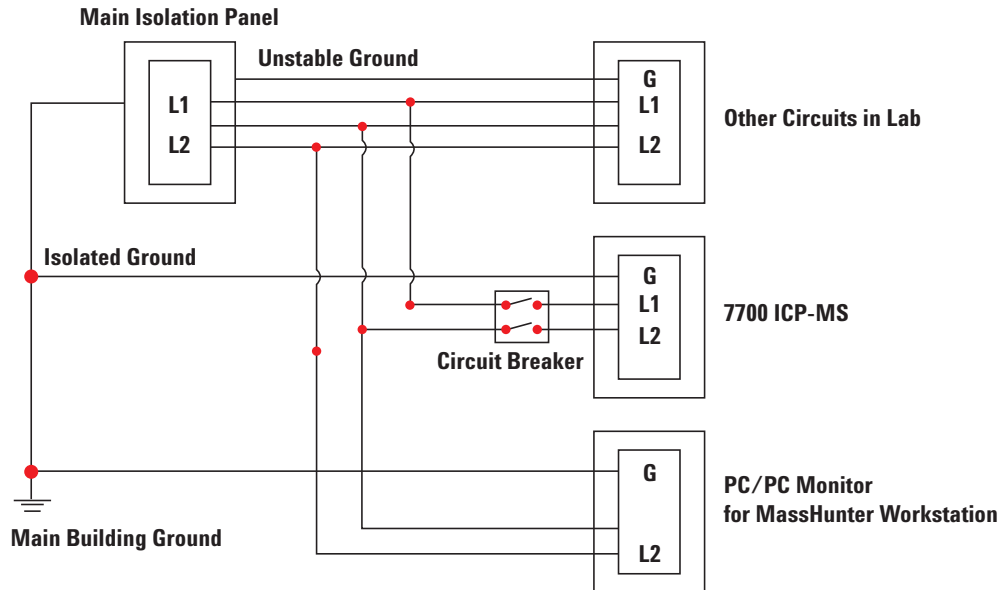 Main Isolation Panel
Unstable Ground
L1
L2
G
L1
L2
Other Circuits in Lab
Isolated Ground
G
L1
L2
7700 ICP-MS
Circuit Breaker
G
L2
PC/PC Monitor
for MassHunter Workstation
Main Building Ground